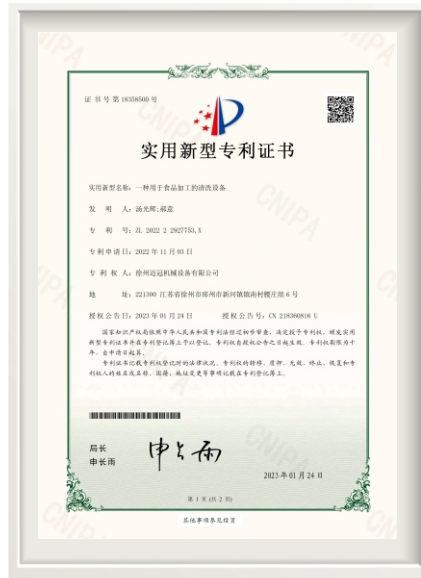 证书号第18358509号
实用新型专利证书
实用新型名称：一种用于食品加工的清洗设备
发 明 人：汤光辉;郝意
专 利 号：ZL 2022 2 2927753.X
专利申请日：2022年11月03日
专 利 权 人：徐州迈冠机械设备有限公司
地 址：221300 江苏省徐州市邳州市新河镇镇南村腰庄组6号
授权公告日：2023年01月24日 授权公告号：CN 218360818 U
国家知识产权局依照中华人民共和国专利法经过初步审查，决定授予专利权，颁发实用
新型专利证书并在专利登记簿上予以登记。专利权自授权公告之日起生效。专利权期限为十
年，自申请日起算。
专利证书记载专利权登记时的法律状况。专利权的转移、质押、无效、终止、恢复和专
利权人的姓名或名称、国籍、地址变更等事项记载在专利登记簿上。
局长
申长雨
申长雨
2023年01月24日
第 1 页 (共 2 页)
其他事项参见续页
CNIPA
CNIPA
CNIPA
CNIPA
CNIPA